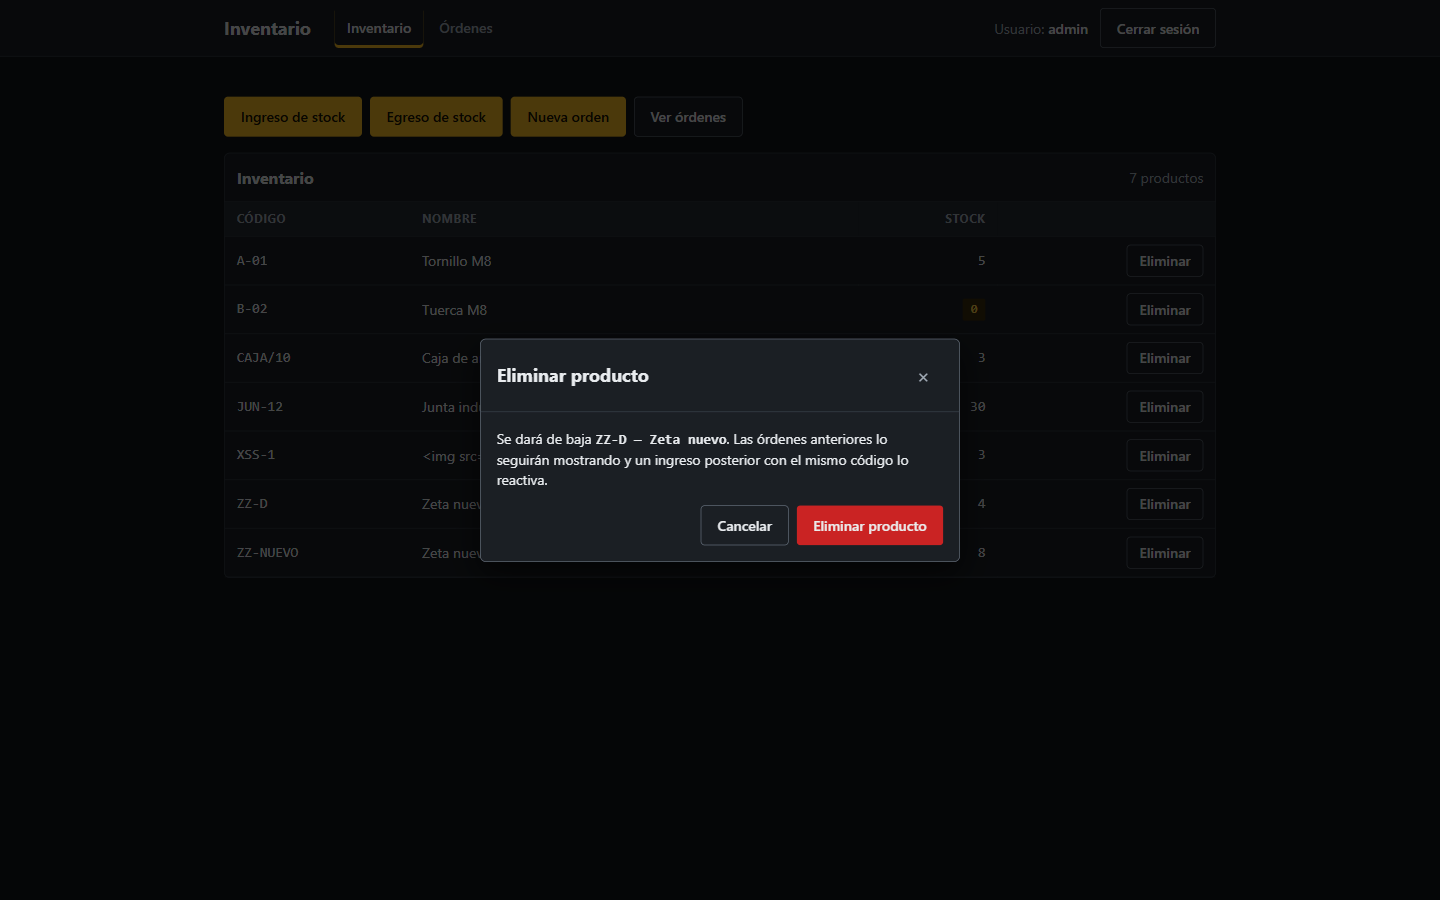 Inventario
Inventario
Órdenes
Usuario: admin
Cerrar sesión
Ingreso de stock
Egreso de stock
Nueva orden
Ver órdenes
Inventario
7 productos
CÓDIGO NOMBRE STOCK
A-01 Tornillo M8 5 Eliminar
B-02 Tuerca M8 0 Eliminar
CAJA/10 Caja de a 3 Eliminar
JUN-12 Junta ind 30 Eliminar
XSS-1 <img src= 3 Eliminar
ZZ-D Zeta nuev 4 Eliminar
ZZ-NUEVO Zeta nuev 8 Eliminar
Eliminar producto
×
Se dará de baja ZZ-D — Zeta nuevo. Las órdenes anteriores lo
seguirán mostrando y un ingreso posterior con el mismo código lo
reactiva.
Cancelar
Eliminar producto